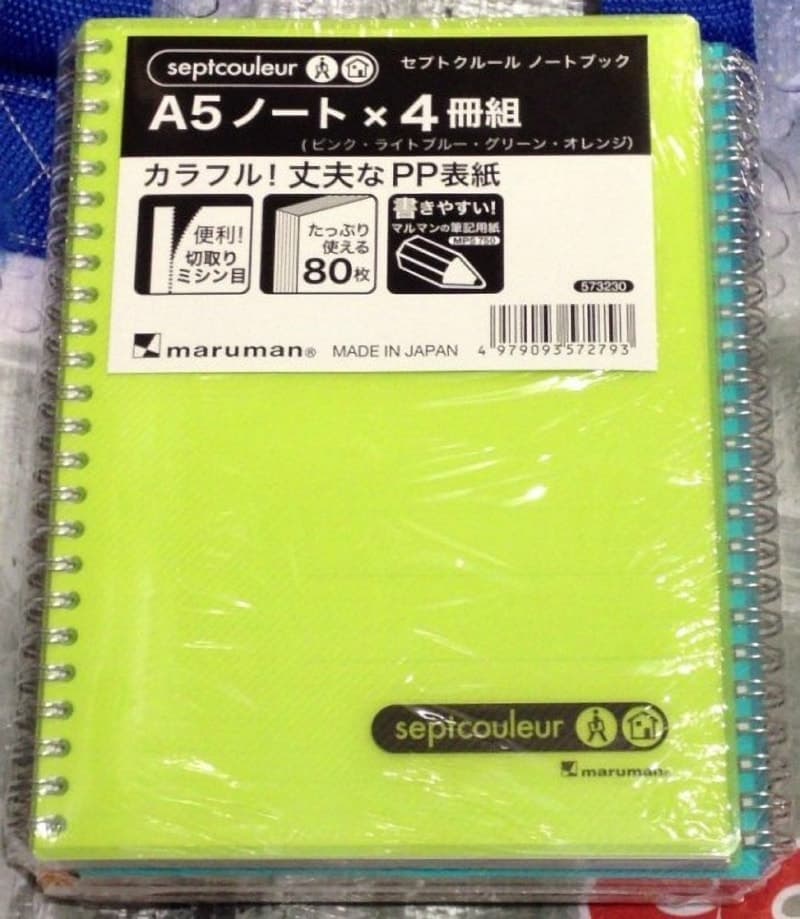 septcouleur
セプトクルール ノートブック
A5ノート×4冊組
(ピンク・ライトブルー・グリーン・オレンジ)
カラフル!丈夫なPP表紙
便利!
切取り
ミシン目
たっぷり
使える
80枚
書きやすい!
マルマンの筆記用紙
MPS 750
573230
maruman®
MADE IN JAPAN
4 979093 572793
septcouleur
maruman®